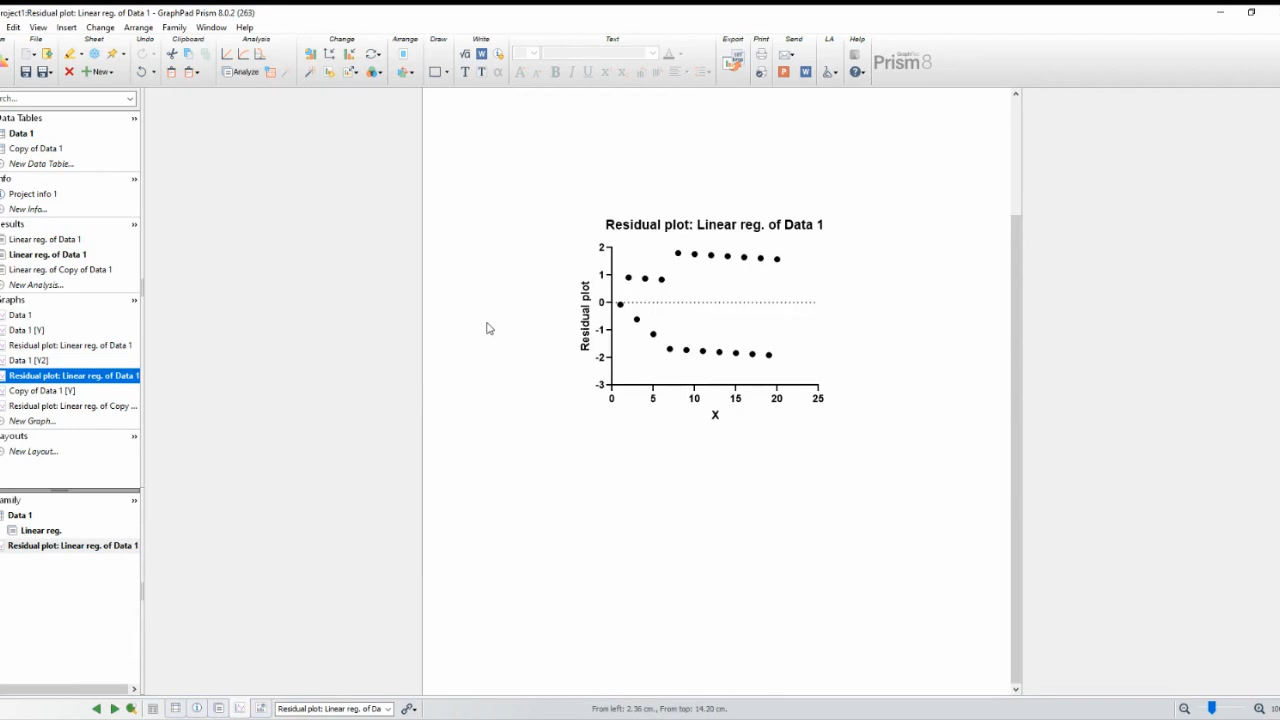 roject1:Residual plot: Linear reg. of Data 1 - GraphPad Prism 8.0.2 (263)
Edit View Insert Change Arrange Family Window Help
File Sheet Undo Clipboard Analysis Change Arrange Draw Write Text Export Print Send LA Help
New Analyze T T α A A B I U X X Prism 8
rch...
Data Tables
Data 1
Copy of Data 1
New Data Table...
nfo
Project info 1
New Info...
esults
Linear reg. of Data 1
Linear reg. of Data 1
Linear reg. of Copy of Data 1
New Analysis...
Graphs
Data 1
Data 1 [Y]
Residual plot: Linear reg. of Data 1
Data 1 [Y2]
Residual plot: Linear reg. of Data 1
Copy of Data 1 [Y]
Residual plot: Linear reg. of Copy ...
New Graph...
ayouts
New Layout...
amily
Data 1
Linear reg.
Residual plot: Linear reg. of Data 1
Residual plot: Linear reg. of Data 1
2
1
0
-1
-2
-3
Residual plot
0 5 10 15 20 25
X
Residual plot: Linear reg. of Da
From left: 2.36 cm., From top: 14.20 cm.